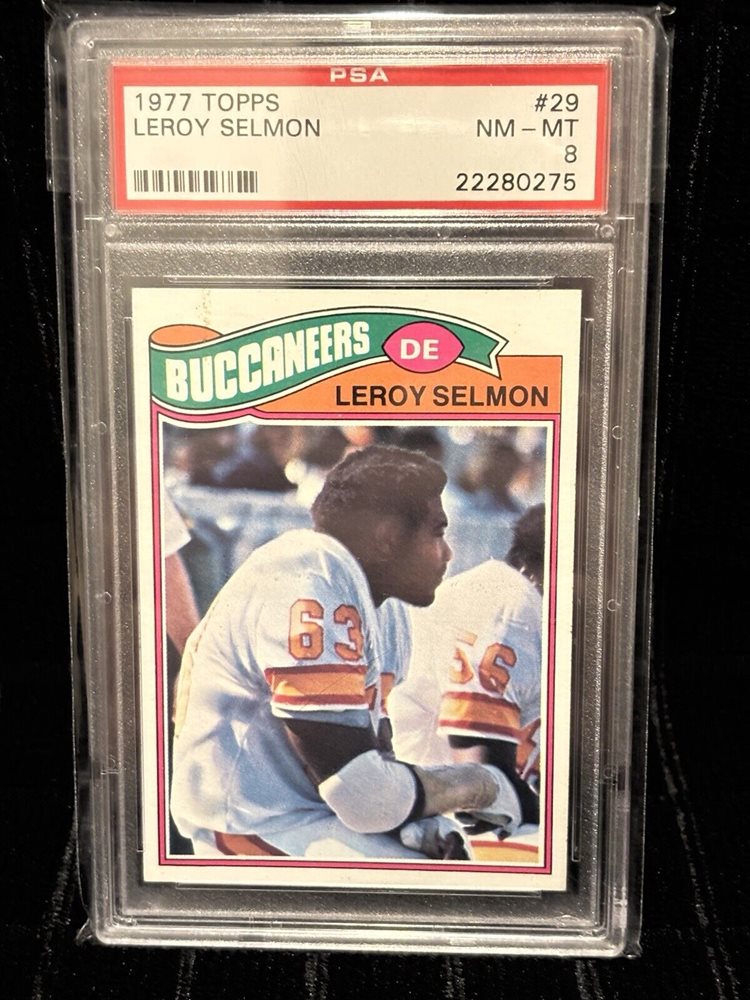 PSA
1977 TOPPS #29
LEROY SELMON NM - MT
8
22280275
BUCCANEERS DE
LEROY SELMON
63
56